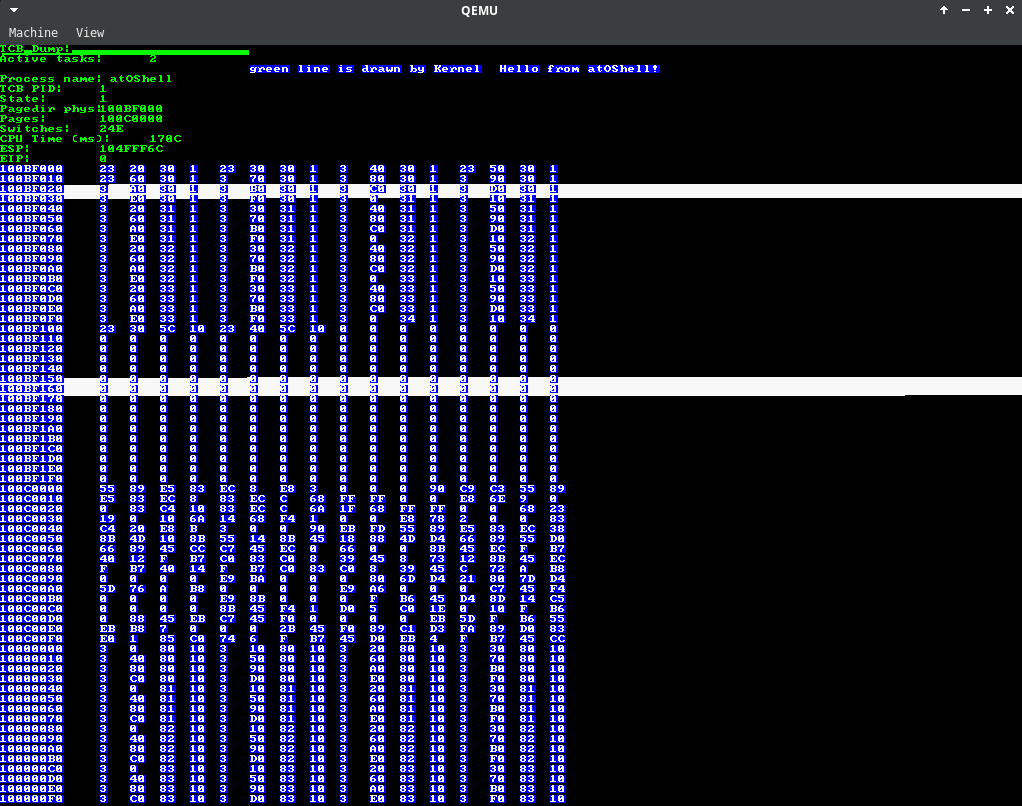 TCB Dump:
Active tasks: 2
green line is drawn by Kernel Hello from atOShell!
Process name: atOShell
TCB PID: 1
State: 1
Pagedir phys:100BF000
Pages: 100C0000
Switches: 24E
CPU Time (ms): 170C
ESP: 104FFF6C
EIP: 0
100BF000 23 20 30 1 23 30 30 1 3 40 30 1 23 50 30 1
100BF010 23 60 30 1 3 70 30 1 3 80 30 1 3 90 30 1
100BF020 3 A0 30 1 3 B0 30 1 3 C0 30 1 3 D0 30 1
100BF030 3 E0 30 1 3 F0 30 1 3 0 31 1 3 10 31 1
100BF040 3 20 31 1 3 30 31 1 3 40 31 1 3 50 31 1
100BF050 3 60 31 1 3 70 31 1 3 80 31 1 3 90 31 1
100BF060 3 A0 31 1 3 B0 31 1 3 C0 31 1 3 D0 31 1
100BF070 3 E0 31 1 3 F0 31 1 3 0 32 1 3 10 32 1
100BF080 3 20 32 1 3 30 32 1 3 40 32 1 3 50 32 1
100BF090 3 60 32 1 3 70 32 1 3 80 32 1 3 90 32 1
100BF0A0 3 A0 32 1 3 B0 32 1 3 C0 32 1 3 D0 32 1
100BF0B0 3 E0 32 1 3 F0 32 1 3 0 33 1 3 10 33 1
100BF0C0 3 20 33 1 3 30 33 1 3 40 33 1 3 50 33 1
100BF0D0 3 60 33 1 3 70 33 1 3 80 33 1 3 90 33 1
100BF0E0 3 A0 33 1 3 B0 33 1 3 C0 33 1 3 D0 33 1
100BF0F0 3 E0 33 1 3 F0 33 1 3 0 34 1 3 10 34 1
100BF100 23 30 5C 10 23 40 5C 10 0 0 0 0 0 0 0 0
100BF110 0 0 0 0 0 0 0 0 0 0 0 0 0 0 0 0
100BF120 0 0 0 0 0 0 0 0 0 0 0 0 0 0 0 0
100BF130 0 0 0 0 0 0 0 0 0 0 0 0 0 0 0 0
100BF140 0 0 0 0 0 0 0 0 0 0 0 0 0 0 0 0
100BF150 0 0 0 0 0 0 0 0 0 0 0 0 0 0 0 0
100BF160 0 0 0 0 0 0 0 0 0 0 0 0 0 0 0 0
100BF170 0 0 0 0 0 0 0 0 0 0 0 0 0 0 0 0
100BF180 0 0 0 0 0 0 0 0 0 0 0 0 0 0 0 0
100BF190 0 0 0 0 0 0 0 0 0 0 0 0 0 0 0 0
100BF1A0 0 0 0 0 0 0 0 0 0 0 0 0 0 0 0 0
100BF1B0 0 0 0 0 0 0 0 0 0 0 0 0 0 0 0 0
100BF1C0 0 0 0 0 0 0 0 0 0 0 0 0 0 0 0 0
100BF1D0 0 0 0 0 0 0 0 0 0 0 0 0 0 0 0 0
100BF1E0 0 0 0 0 0 0 0 0 0 0 0 0 0 0 0 0
100BF1F0 0 0 0 0 0 0 0 0 0 0 0 0 0 0 0 0
100C0000 55 89 E5 83 EC 8 E8 3 0 0 0 90 C9 C3 55 89
100C0010 E5 83 EC 8 83 EC C 68 FF FF 0 0 E8 6E 9 0
100C0020 0 83 C4 10 83 EC C 6A 1F 68 FF FF 0 0 68 23
100C0030 19 0 10 6A 14 68 F4 1 0 0 E8 78 2 0 0 83
100C0040 C4 20 E8 B 3 0 0 90 EB FD 55 89 E5 83 EC 38
100C0050 8B 4D 10 8B 55 14 8B 45 18 88 4D D4 66 89 55 D0
100C0060 66 89 45 CC C7 45 EC 0 66 0 0 8B 45 EC F B7
100C0070 40 12 F B7 C0 83 C0 8 39 45 8 73 12 8B 45 EC
100C0080 F B7 40 14 F B7 C0 83 C0 8 39 45 C 72 A B8
100C0090 0 0 0 0 E9 BA 0 0 0 80 6D D4 21 80 7D D4
100C00A0 5D 76 A B8 0 0 0 0 E9 A6 0 0 0 C7 45 F4
100C00B0 0 0 0 0 E9 8B 0 0 0 F B6 45 D4 8D 14 C5
100C00C0 0 0 0 0 8B 45 F4 1 D0 5 C0 1E 0 10 F B6
100C00D0 0 88 45 EB C7 45 F0 0 0 0 0 EB 5D F B6 55
100C00E0 EB B8 7 0 0 0 2B 45 F0 89 C1 D3 FA 89 D0 83
100C00F0 E0 1 85 C0 74 6 F B7 45 D0 EB 4 F B7 45 CC
10000000 3 0 80 10 3 10 80 10 3 20 80 10 3 30 80 10
10000010 3 40 80 10 3 50 80 10 3 60 80 10 3 70 80 10
10000020 3 80 80 10 3 90 80 10 3 A0 80 10 3 B0 80 10
10000030 3 C0 80 10 3 D0 80 10 3 E0 80 10 3 F0 80 10
10000040 3 0 81 10 3 10 81 10 3 20 81 10 3 30 81 10
10000050 3 40 81 10 3 50 81 10 3 60 81 10 3 70 81 10
10000060 3 80 81 10 3 90 81 10 3 A0 81 10 3 B0 81 10
10000070 3 C0 81 10 3 D0 81 10 3 E0 81 10 3 F0 81 10
10000080 3 0 82 10 3 10 82 10 3 20 82 10 3 30 82 10
10000090 3 40 82 10 3 50 82 10 3 60 82 10 3 70 82 10
100000A0 3 80 82 10 3 90 82 10 3 A0 82 10 3 B0 82 10
100000B0 3 C0 82 10 3 D0 82 10 3 E0 82 10 3 F0 82 10
100000C0 3 0 83 10 3 10 83 10 3 20 83 10 3 30 83 10
100000D0 3 40 83 10 3 50 83 10 3 60 83 10 3 70 83 10
100000E0 3 80 83 10 3 90 83 10 3 A0 83 10 3 B0 83 10
100000F0 3 C0 83 10 3 D0 83 10 3 E0 83 10 3 F0 83 10
QEMU
Machine View